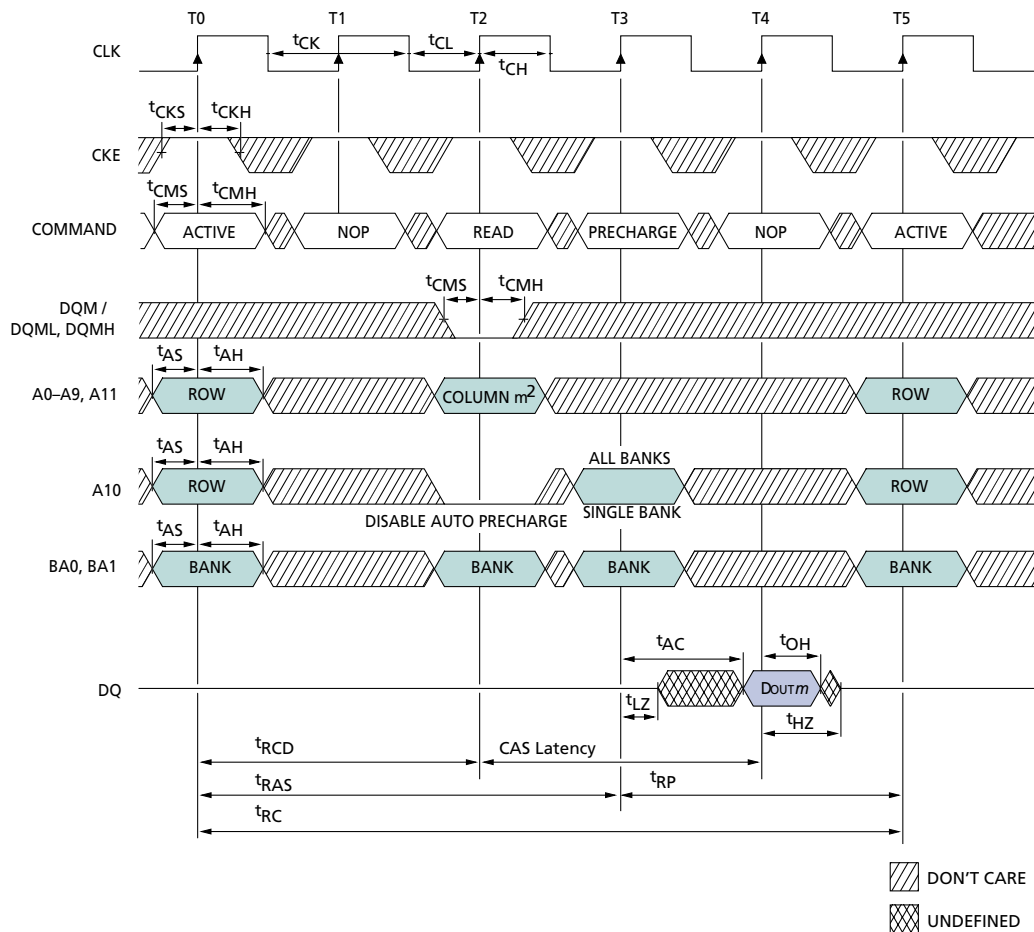 T0 T1 T2 T3 T4 T5
CLK
tCK tCL
tCH
tCKS tCKH
CKE
tCMS tCMH
COMMAND ACTIVE NOP READ PRECHARGE NOP ACTIVE
tCMS tCMH
DQM /
DQML, DQMH
tAS tAH
A0–A9, A11 ROW COLUMN m2 ROW
tAS tAH
ALL BANKS
A10 ROW ROW
DISABLE AUTO PRECHARGE SINGLE BANK
tAS tAH
BA0, BA1 BANK BANK BANK BANK
tAC tOH
DQ DOUT m
tLZ tHZ
tRCD CAS Latency
tRAS tRP
tRC
DON'T CARE
UNDEFINED